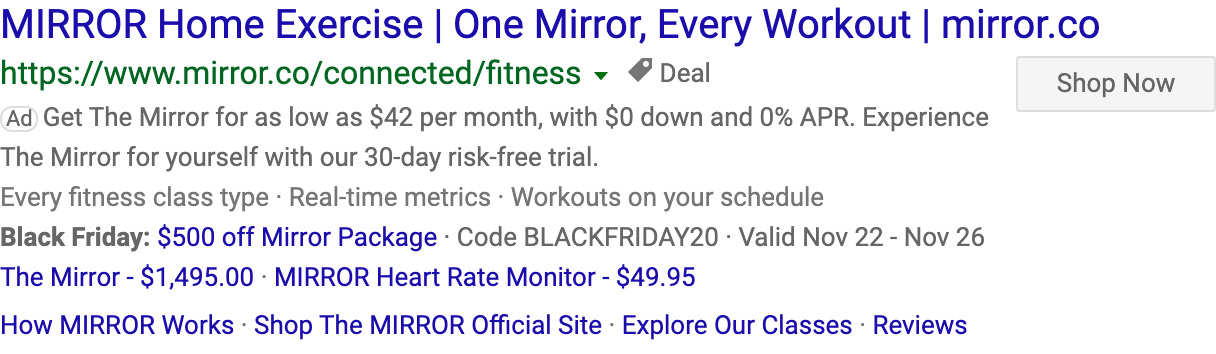 MIRROR Home Exercise | One Mirror, Every Workout | mirror.co
https://www.mirror.co/connected/fitness Deal
Shop Now
Ad Get The Mirror for as low as $42 per month, with $0 down and 0% APR. Experience
The Mirror for yourself with our 30-day risk-free trial.
Every fitness class type · Real-time metrics · Workouts on your schedule
Black Friday: $500 off Mirror Package · Code BLACKFRIDAY20 · Valid Nov 22 - Nov 26
The Mirror - $1,495.00 · MIRROR Heart Rate Monitor - $49.95
How MIRROR Works · Shop The MIRROR Official Site · Explore Our Classes · Reviews